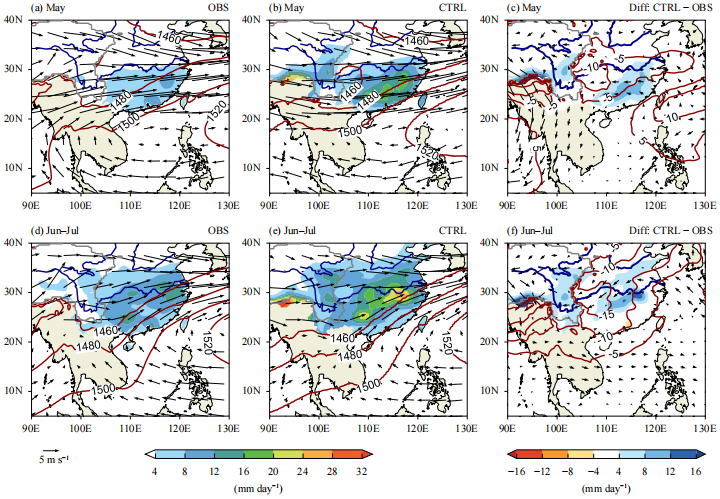 (a) May OBS
(b) May CTRL
(c) May Diff: CTRL − OBS
40N
30N
20N
10N
1460
1480
1500
1520
90E 100E 110E 120E 130E
40N
30N
20N
10N
1460
1460
1480
1500
1520
90E 100E 110E 120E 130E
40N
30N
20N
10N
-5
-10
-5
-5
-10
-5
-5
90E 100E 110E 120E 130E
(d) Jun–Jul OBS
(e) Jun–Jul CTRL
(f) Jun–Jul Diff: CTRL − OBS
40N
30N
20N
10N
1460
1480
1500
1520
90E 100E 110E 120E 130E
40N
30N
20N
10N
1460
1480
1500
1520
90E 100E 110E 120E 130E
40N
30N
20N
10N
-5
-10
-15
-10
-5
90E 100E 110E 120E 130E
5 m s⁻¹
4 8 12 16 20 24 28 32
(mm day⁻¹)
−16 −12 −8 −4 4 8 12 16
(mm day⁻¹)